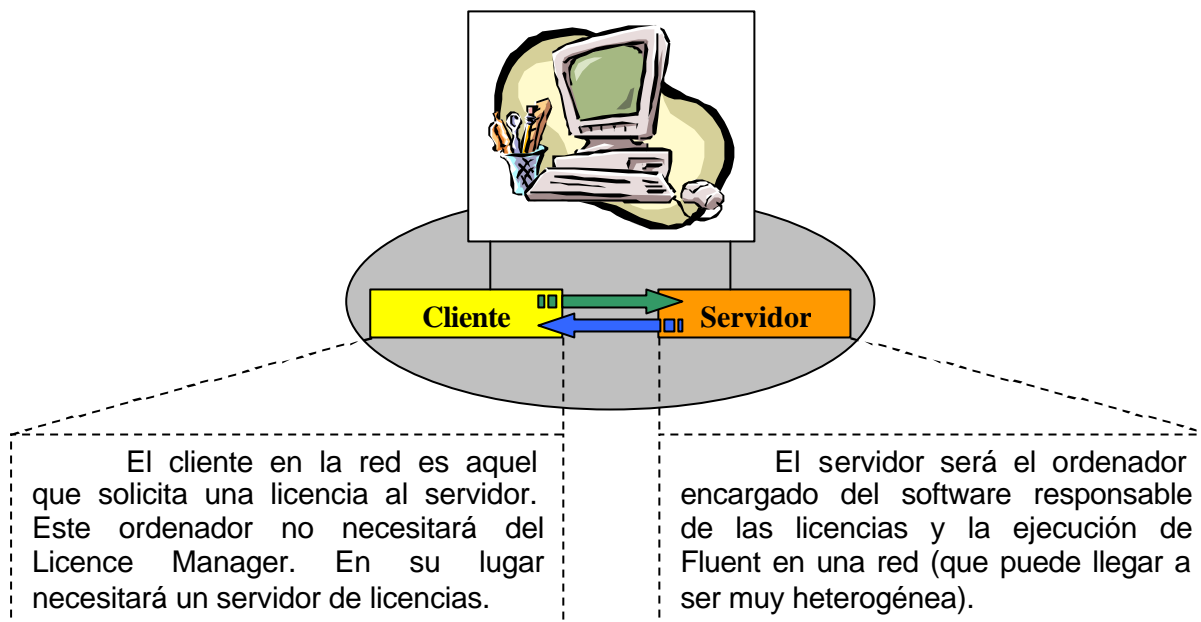 Cliente
Servidor
El cliente en la red es aquel
que solicita una licencia al servidor.
Este ordenador no necesitará del
Licence Manager. En su lugar
necesitará un servidor de licencias.
El servidor será el ordenador
encargado del software responsable
de las licencias y la ejecución de
Fluent en una red (que puede llegar a
ser muy heterogénea).